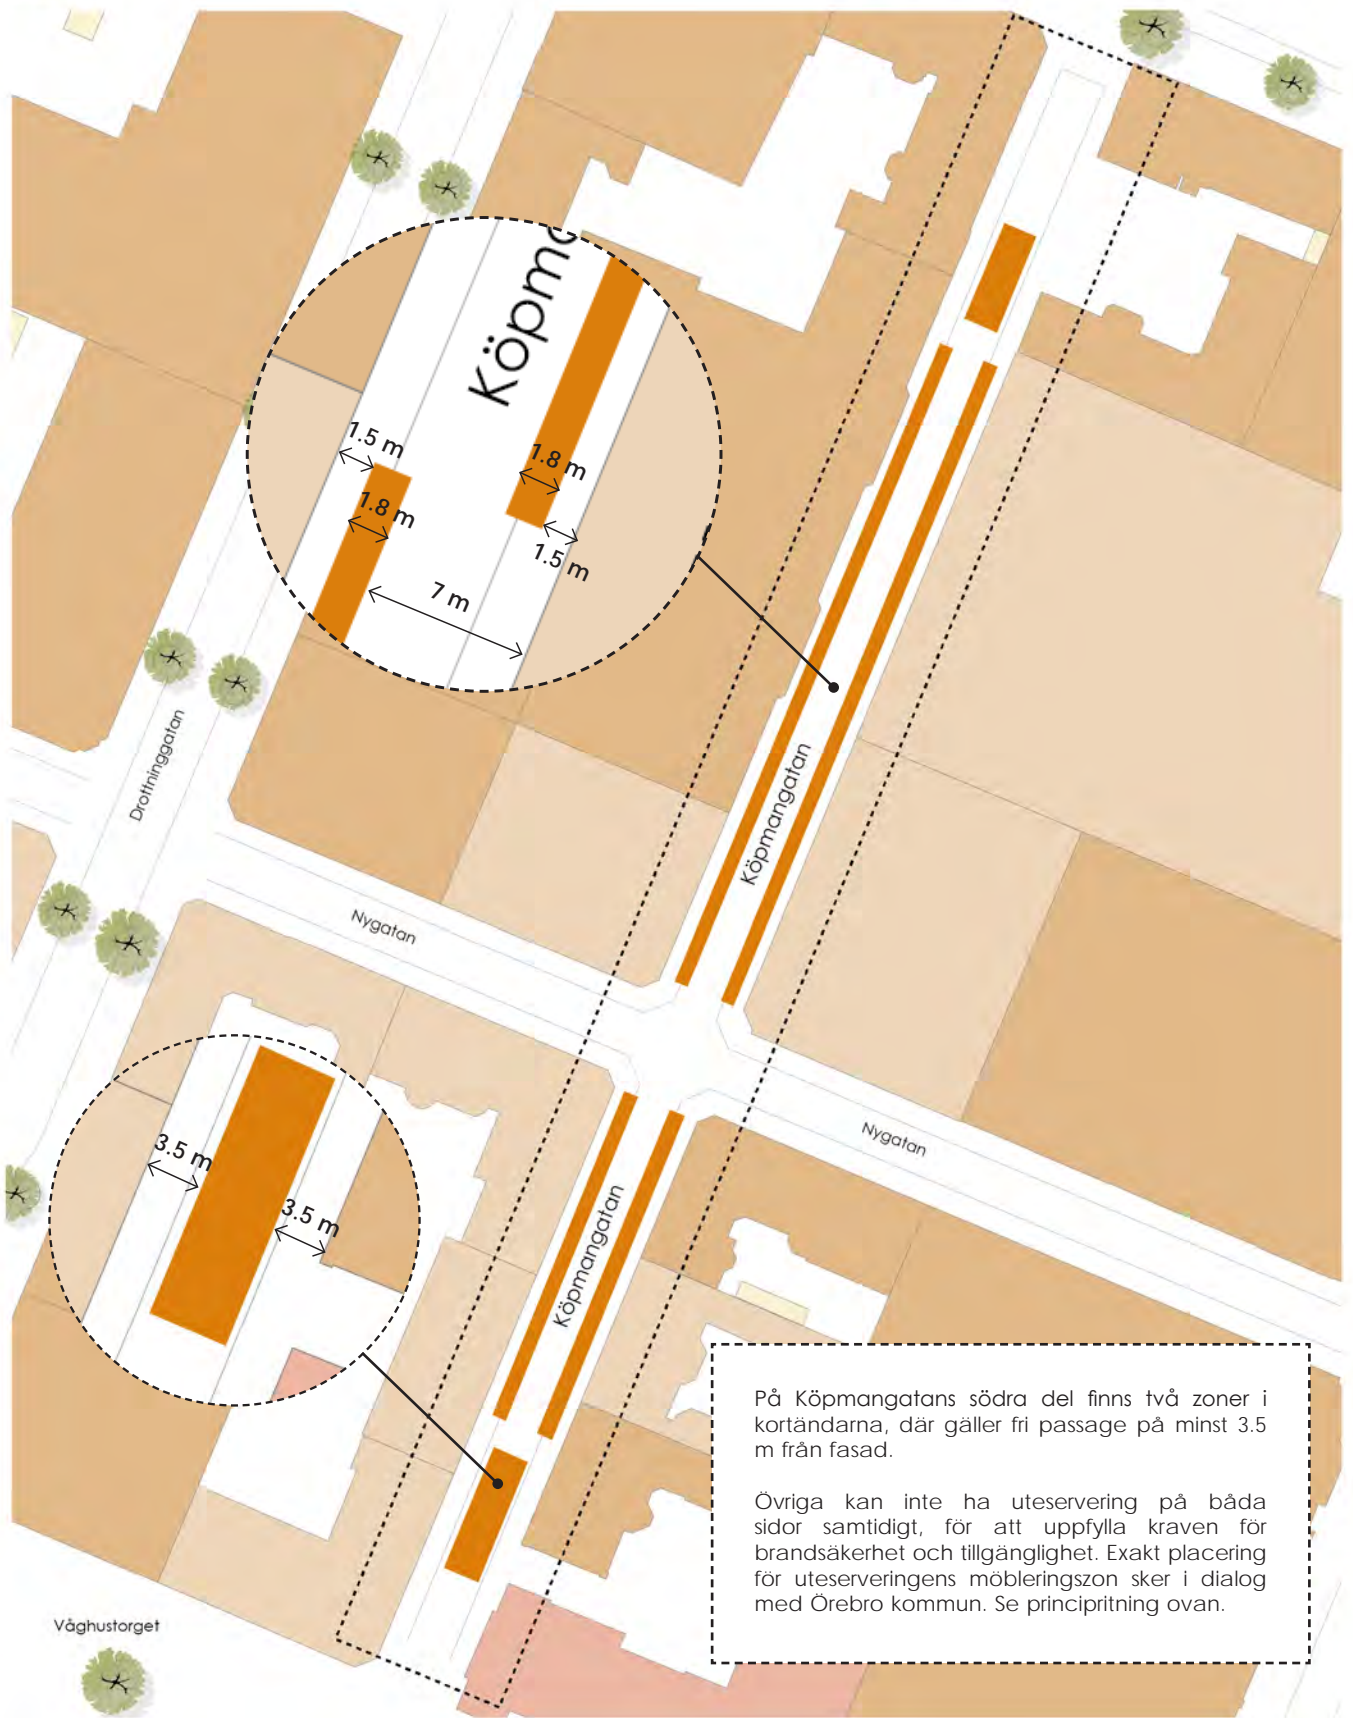 Köpma
1.5 m
1.8 m
1.8 m
1.5 m
7 m
Drottninggatan
Köpmangatan
Nygatan
Nygatan
3.5 m
3.5 m
Köpmangatan
På Köpmangatans södra del finns två zoner i
kortändarna, där gäller fri passage på minst 3.5
m från fasad.
Övriga kan inte ha uteservering på båda
sidor samtidigt, för att uppfylla kraven för
brandsäkerhet och tillgänglighet. Exakt placering
för uteserveringens möbleringszon sker i dialog
med Örebro kommun. Se principritning ovan.
Våghustorget